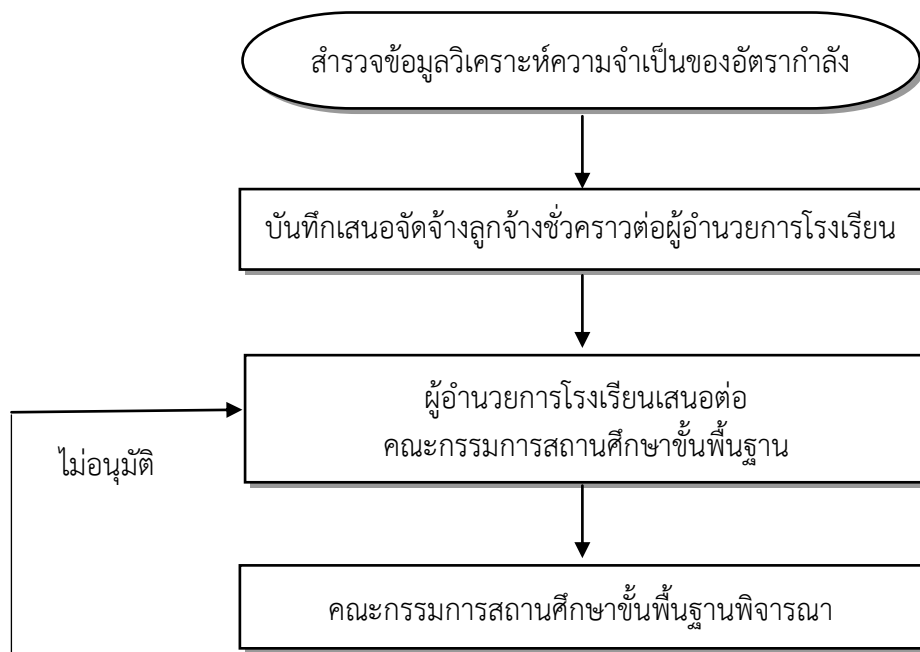 สำรวจข้อมูลวิเคราะห์ความจำเป็นของอัตรากำลัง
บันทึกเสนอจัดจ้างลูกจ้างชั่วคราวต่อผู้อำนวยการโรงเรียน
ผู้อำนวยการโรงเรียนเสนอต่อ
คณะกรรมการสถานศึกษาขั้นพื้นฐาน
ไม่อนุมัติ
คณะกรรมการสถานศึกษาขั้นพื้นฐานพิจารณา